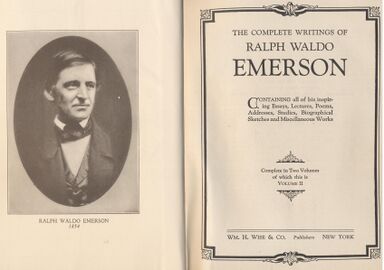 RALPH WALDO EMERSON
1854
THE COMPLETE WRITINGS OF
RALPH WALDO
EMERSON
CONTAINING all of his inspir-
ing Essays, Lectures, Poems,
Addresses, Studies, Biographical
Sketches and Miscellaneous Works
Complete in Two Volumes
of which this is
VOLUME II
WM. H. WISE & CO. Publishers NEW YORK